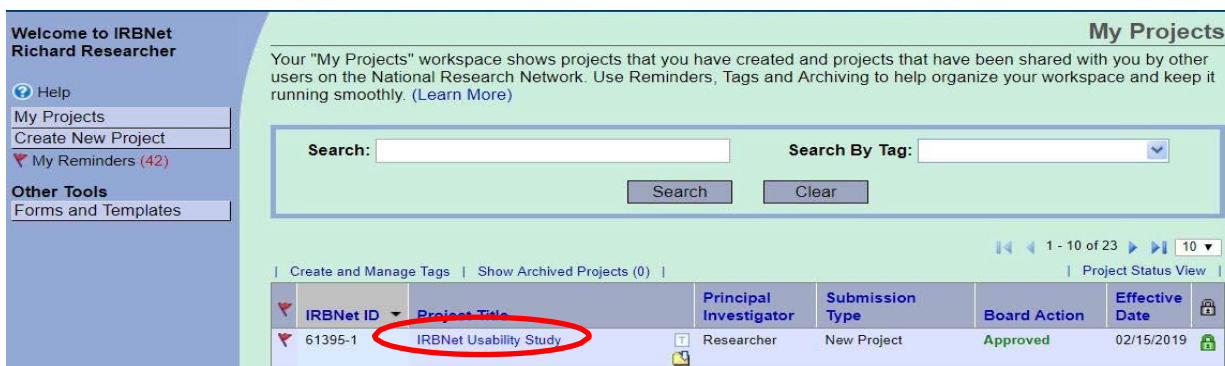 Welcome to IRBNet
Richard Researcher
Help
My Projects
Create New Project
My Reminders (42)
Other Tools
Forms and Templates
My Projects
Your "My Projects" workspace shows projects that you have created and projects that have been shared with you by other
users on the National Research Network. Use Reminders, Tags and Archiving to help organize your workspace and keep it
running smoothly. (Learn More)
Search: Search By Tag:
Search Clear
1 - 10 of 23 10
| Create and Manage Tags | Show Archived Projects (0) | | Project Status View |
IRBNet ID Project Title Principal Investigator Submission Type Board Action Effective Date
61395-1 IRBNet Usability Study T Researcher New Project Approved 02/15/2019